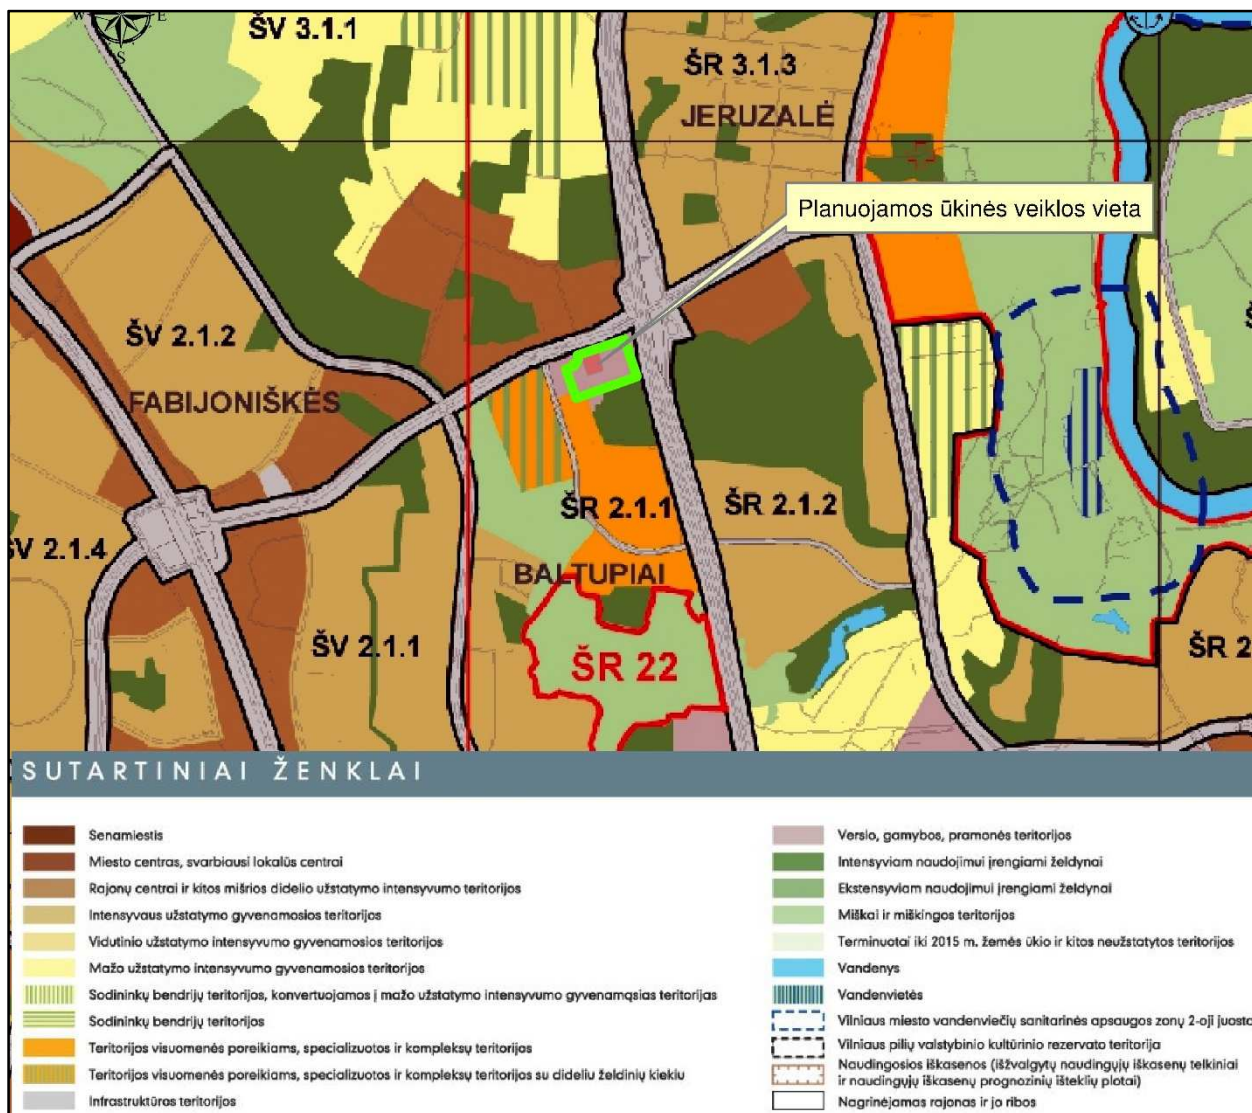 W
E
S
ŠV 3.1.1
ŠR 3.1.3
JERUZALĖ
Planuojamos ūkinės veiklos vieta
ŠV 2.1.2
FABIJONIŠKĖS
ŠR 2.1.1
ŠR 2.1.2
ŠV 2.1.4
BALTUPIAI
ŠV 2.1.1
ŠR 22
ŠR 2
SUTARTINIAI ŽENKLAI
Senamiestis
Miesto centras, svarbiausi lokalūs centrai
Rajonų centrai ir kitos mišrios didelio užstatymo intensyvumo teritorijos
Intensyvaus užstatymo gyvenamosios teritorijos
Vidutinio užstatymo intensyvumo gyvenamosios teritorijos
Mažo užstatymo intensyvumo gyvenamosios teritorijos
Sodininkų bendrijų teritorijos, konvertuojamos į mažo užstatymo intensyvumo gyvenamąsias teritorijas
Sodininkų bendrijų teritorijos
Teritorijos visuomenės poreikiams, specializuotos ir kompleksų teritorijos
Teritorijos visuomenės poreikiams, specializuotos ir kompleksų teritorijos su dideliu želdinių kiekiu
Infrastruktūros teritorijos
Verslo, gamybos, pramonės teritorijos
Intensyviam naudojimui įrengiami želdynai
Ekstensyviam naudojimui įrengiami želdynai
Miškai ir miškingos teritorijos
Terminuotai iki 2015 m. žemės ūkio ir kitos neužstatytos teritorijos
Vandenys
Vandenvietės
Vilniaus miesto vandenviečių sanitarinės apsaugos zonų 2-oji juosta
Vilniaus pilių valstybinio kultūrinio rezervato teritorija
Naudingosios iškasenos (išžvalgytų naudingųjų iškasenų telkiniai
ir naudingųjų iškasenų prognozinių išteklių plotai)
Nagrinėjamas rajonas ir jo ribos